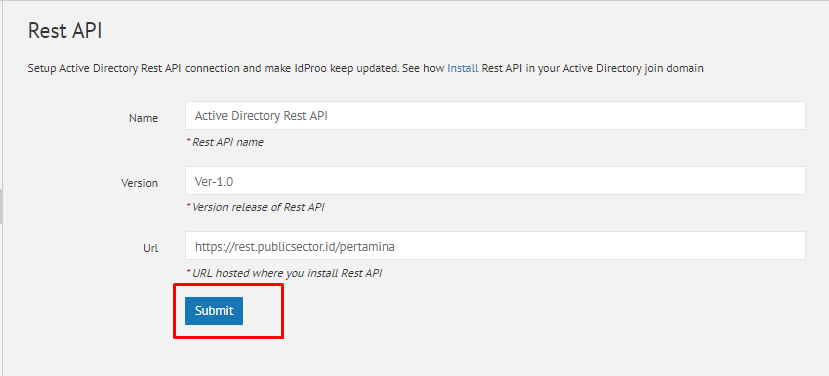 Rest API
Setup Active Directory Rest API connection and make IdProo keep updated. See how Install Rest API in your Active Directory join domain
Name
Active Directory Rest API
* Rest API name
Version
Ver-1.0
* Version release of Rest API
Url
https://rest.publicsector.id/pertamina
* URL hosted where you install Rest API
Submit